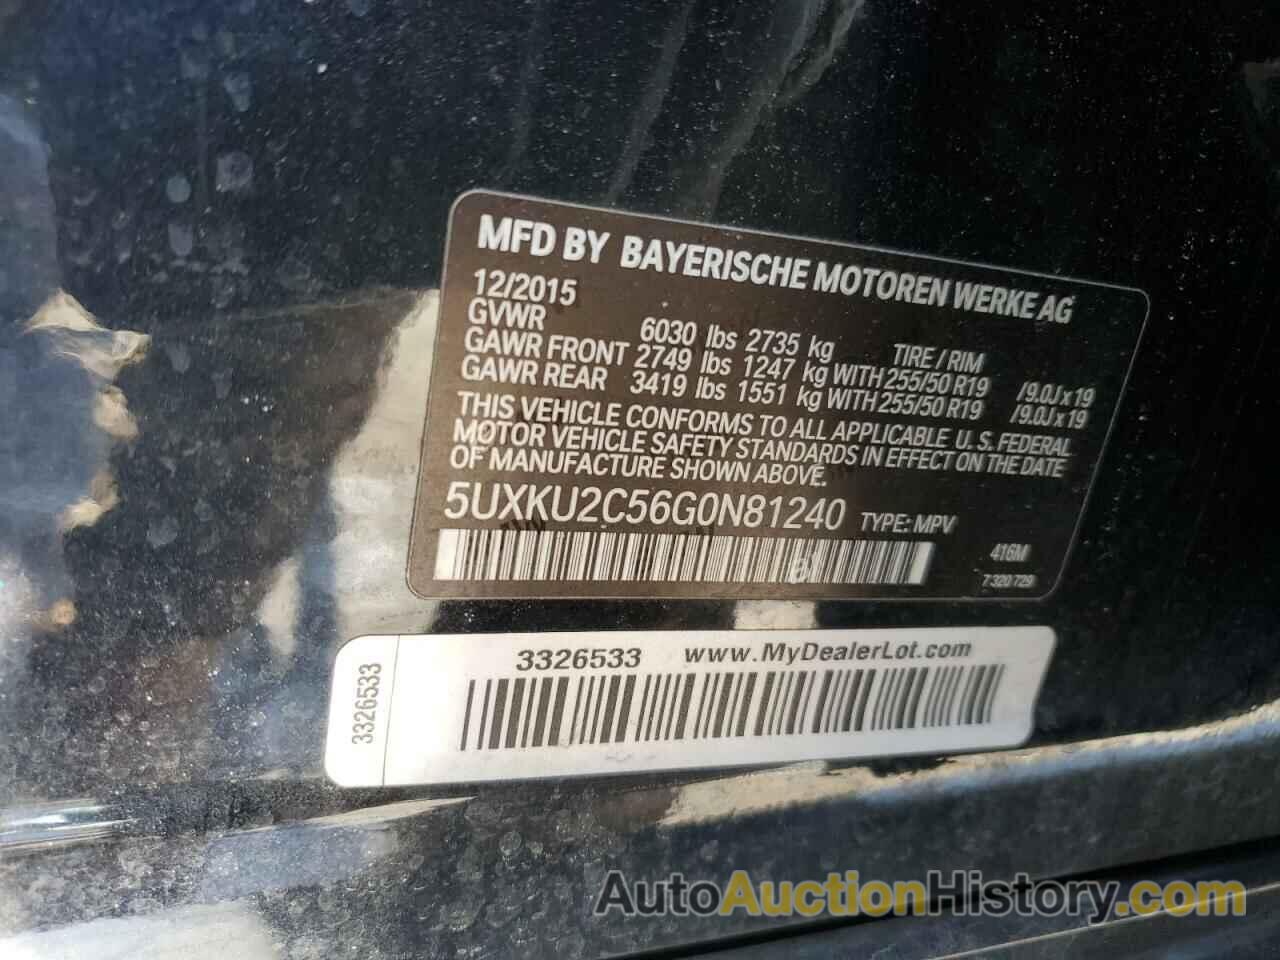 MFD BY BAYERISCHE MOTOREN WERKE AG
12/2015
GVWR 6030 lbs 2735 kg TIRE / RIM
GAWR FRONT 2749 lbs 1247 kg WITH 255/50 R19 /9.0J x 19
GAWR REAR 3419 lbs 1551 kg WITH 255/50 R19 /9.0J x 19
THIS VEHICLE CONFORMS TO ALL APPLICABLE U.S. FEDERAL
MOTOR VEHICLE SAFETY STANDARDS IN EFFECT ON THE DATE
OF MANUFACTURE SHOWN ABOVE.
5UXKU2C56G0N81240 TYPE: MPV
416M
7 320 729
3326533 www.MyDealerLot.com
3326533
AutoAuctionHistory.com